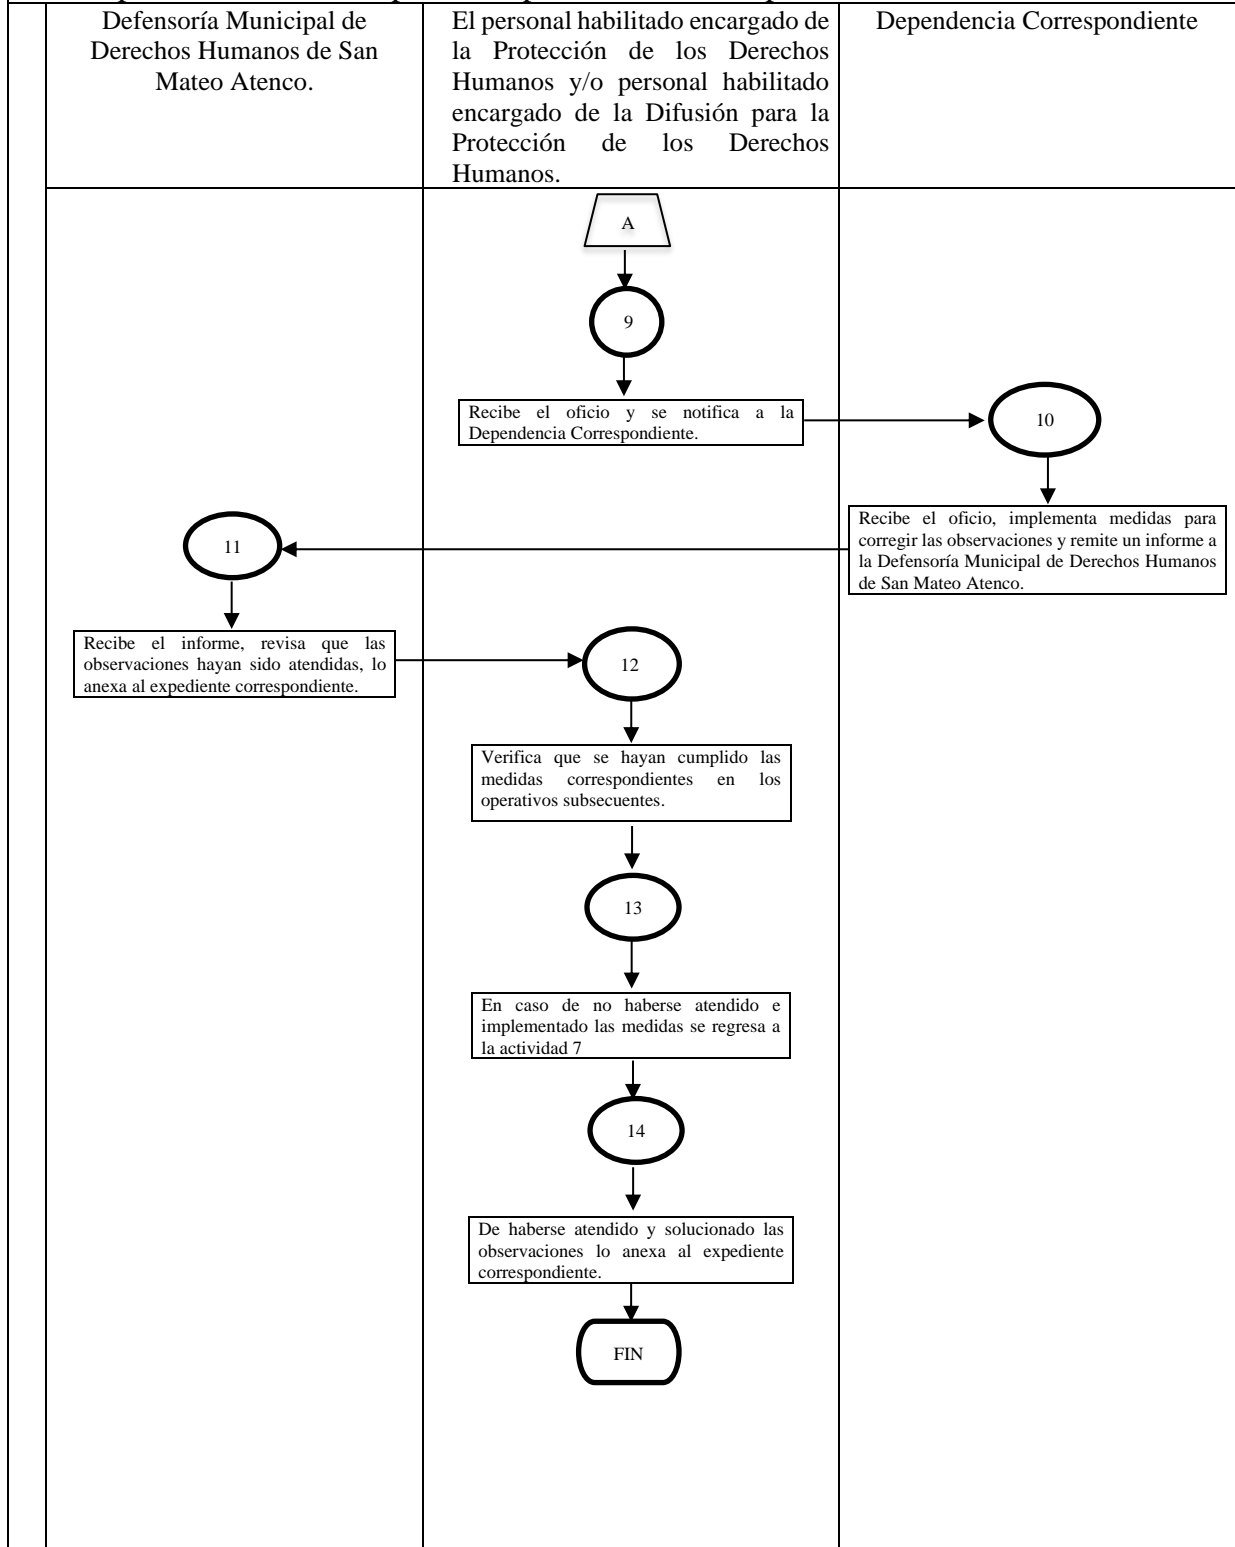 Defensoría Municipal de
Derechos Humanos de San
Mateo Atenco.
El personal habilitado encargado de
la Protección de los Derechos
Humanos y/o personal habilitado
encargado de la Difusión para la
Protección de los Derechos
Humanos.
Dependencia Correspondiente
A
9
Recibe el oficio y se notifica a la
Dependencia Correspondiente.
10
Recibe el oficio, implementa medidas para
corregir las observaciones y remite un informe a
la Defensoría Municipal de Derechos Humanos
de San Mateo Atenco.
11
Recibe el informe, revisa que las
observaciones hayan sido atendidas, lo
anexa al expediente correspondiente.
12
Verifica que se hayan cumplido las
medidas correspondientes en los
operativos subsecuentes.
13
En caso de no haberse atendido e
implementado las medidas se regresa a
la actividad 7
14
De haberse atendido y solucionado las
observaciones lo anexa al expediente
correspondiente.
FIN